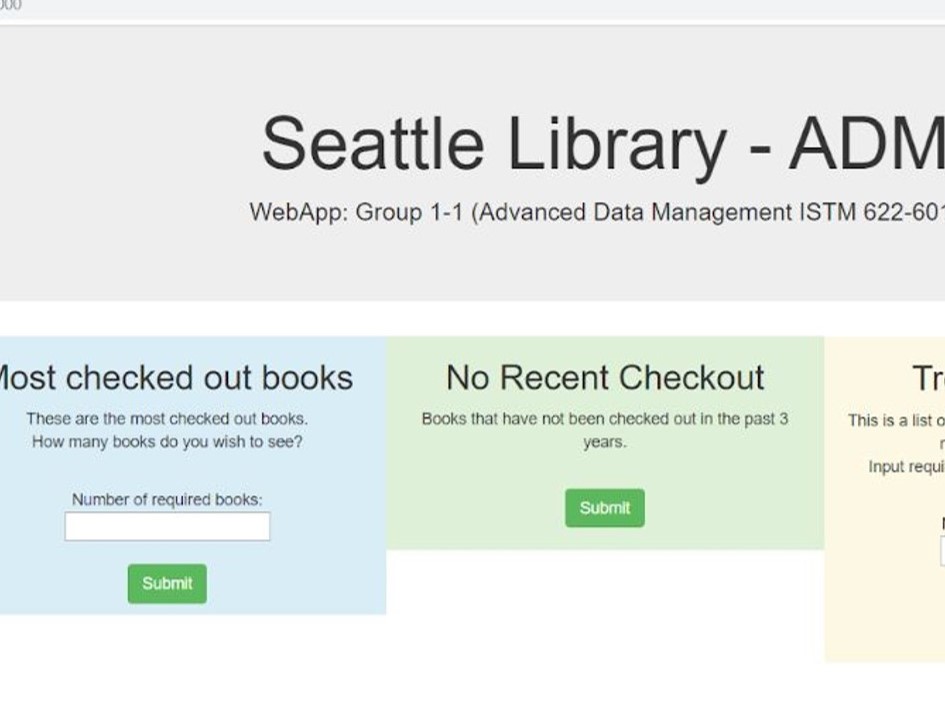 000
Seattle Library - ADM
WebApp: Group 1-1 (Advanced Data Management ISTM 622-601
Most checked out books
These are the most checked out books.
How many books do you wish to see?
Number of required books:
Submit
No Recent Checkout
Books that have not been checked out in the past 3
years.
Submit
This is a list
Input